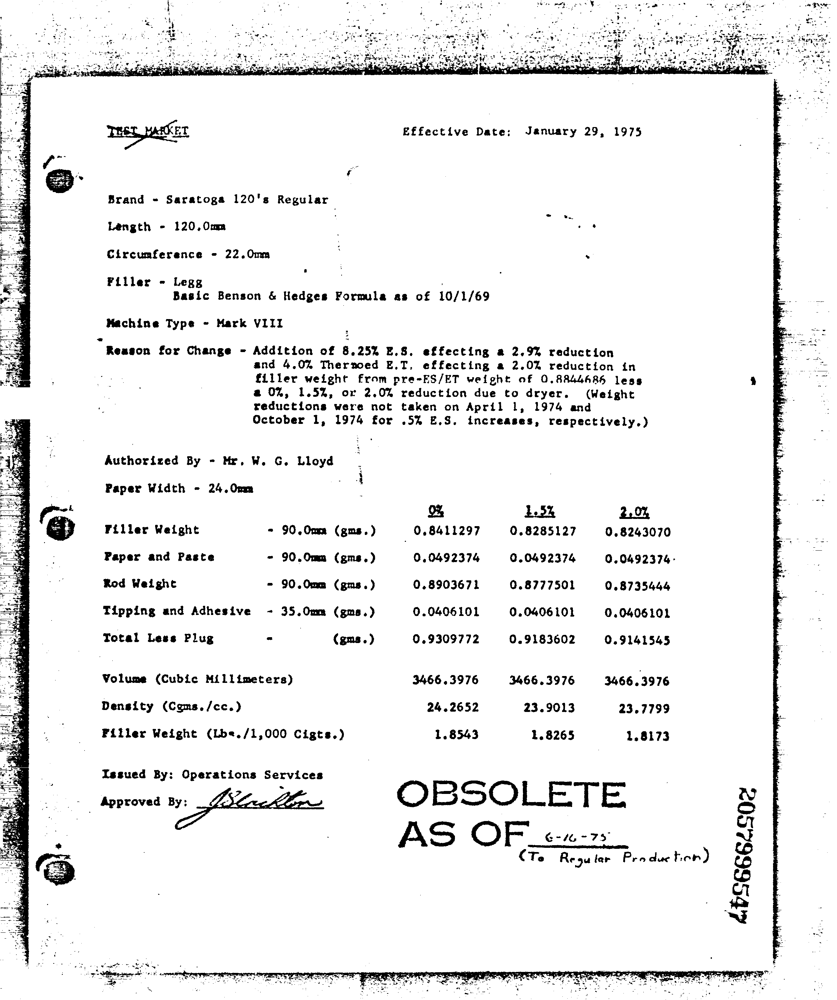 TEST MARKET Effective Date: January 29, 1975
Brand - Saratoga 120's Regular
Length - 120.0mm
Circumference - 22.0mm
Filler - Legg
Basic Benson & Hedges Formula as of 10/1/69
Machine Type - Mark VIII
Reason for Change - Addition of 8.25% E.S. effecting a 2.9% reduction
and 4.0% Thermoed E.T. effecting a 2.0% reduction in
filler weight from pre-ES/ET weight of 0.8844686 less
a 0%, 1.5%, or 2.0% reduction due to dryer. (Weight
reductions were not taken on April 1, 1974 and
October 1, 1974 for .5% E.S. increases, respectively.)
Authorized By - Mr. W. G. Lloyd
Paper Width - 24.0mm
0% 1.5% 2.0%
Filler Weight - 90.0mm (gms.) 0.8411297 0.8285127 0.8243070
Paper and Paste - 90.0mm (gms.) 0.0492374 0.0492374 0.0492374
Rod Weight - 90.0mm (gms.) 0.8903671 0.8777501 0.8735444
Tipping and Adhesive - 35.0mm (gms.) 0.0406101 0.0406101 0.0406101
Total Less Plug - (gms.) 0.9309772 0.9183602 0.9141545
Volume (Cubic Millimeters) 3466.3976 3466.3976 3466.3976
Density (Cgms./cc.) 24.2652 23.9013 23.7799
Filler Weight (Lbs./1,000 Cigts.) 1.8543 1.8265 1.8173
Issued By: Operations Services
Approved By:
OBSOLETE
AS OF 6-16-75
(To Regular Production)
2057999547